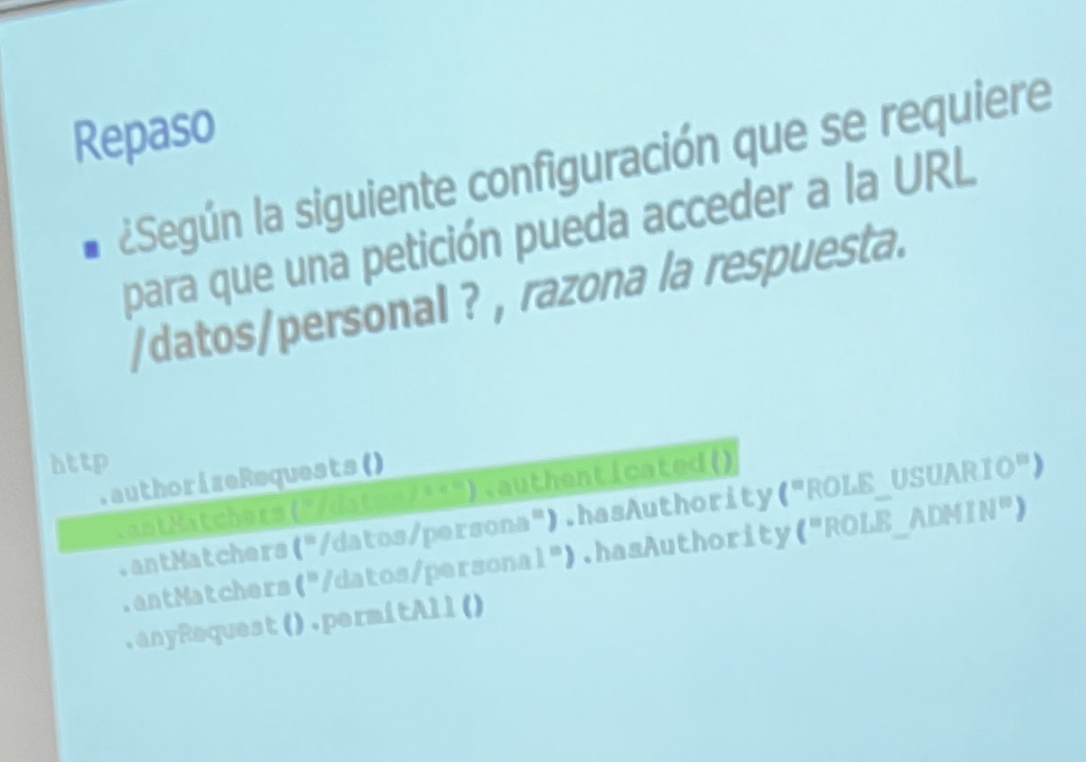 Repaso
▪ ¿Según la siguiente configuración que se requiere
para que una petición pueda acceder a la URL
/datos/personal ? , razona la respuesta.
http
.authorizeRequests()
.antMatchers("/datos/**").authenticated()
.antMatchers("/datos/persona").hasAuthority("ROLE_USUARIO")
.antMatchers("/datos/personal").hasAuthority("ROLE_ADMIN")
.anyRequest().permitAll()